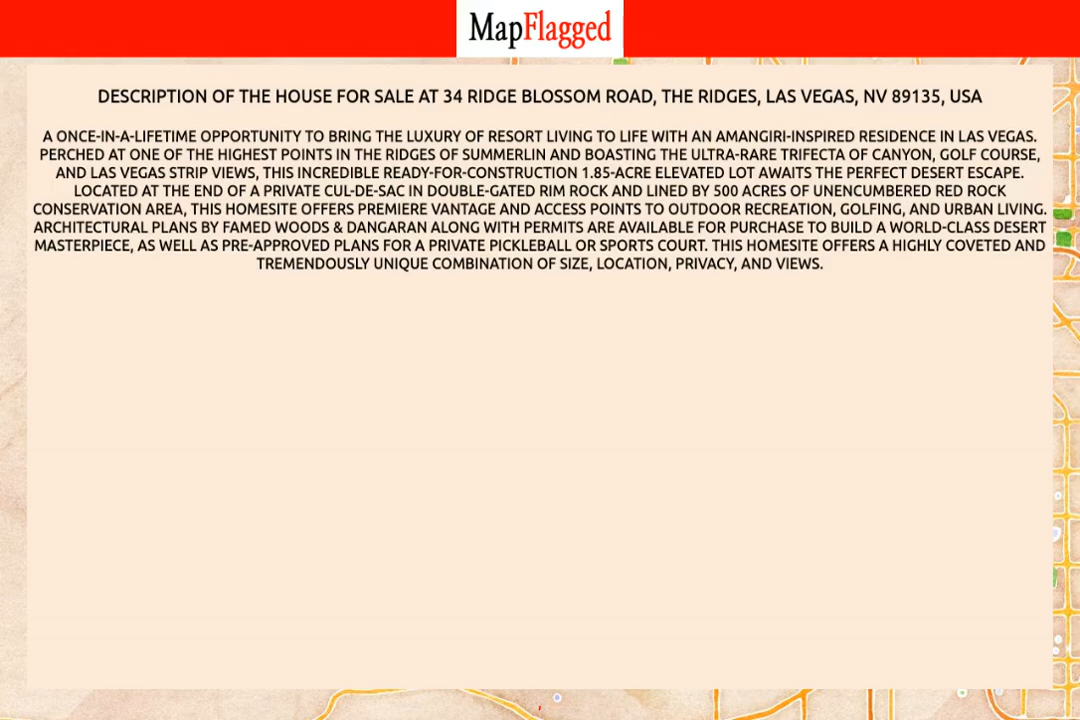 MapFlagged
DESCRIPTION OF THE HOUSE FOR SALE AT 34 RIDGE BLOSSOM ROAD, THE RIDGES, LAS VEGAS, NV 89135, USA
A ONCE-IN-A-LIFETIME OPPORTUNITY TO BRING THE LUXURY OF RESORT LIVING TO LIFE WITH AN AMANGIRI-INSPIRED RESIDENCE IN LAS VEGAS.
PERCHED AT ONE OF THE HIGHEST POINTS IN THE RIDGES OF SUMMERLIN AND BOASTING THE ULTRA-RARE TRIFECTA OF CANYON, GOLF COURSE,
AND LAS VEGAS STRIP VIEWS, THIS INCREDIBLE READY-FOR-CONSTRUCTION 1.85-ACRE ELEVATED LOT AWAITS THE PERFECT DESERT ESCAPE.
LOCATED AT THE END OF A PRIVATE CUL-DE-SAC IN DOUBLE-GATED RIM ROCK AND LINED BY 500 ACRES OF UNENCUMBERED RED ROCK
CONSERVATION AREA, THIS HOMESITE OFFERS PREMIERE VANTAGE AND ACCESS POINTS TO OUTDOOR RECREATION, GOLFING, AND URBAN LIVING.
ARCHITECTURAL PLANS BY FAMED WOODS & DANGARAN ALONG WITH PERMITS ARE AVAILABLE FOR PURCHASE TO BUILD A WORLD-CLASS DESERT
MASTERPIECE, AS WELL AS PRE-APPROVED PLANS FOR A PRIVATE PICKLEBALL OR SPORTS COURT. THIS HOMESITE OFFERS A HIGHLY COVETED AND
TREMENDOUSLY UNIQUE COMBINATION OF SIZE, LOCATION, PRIVACY, AND VIEWS.